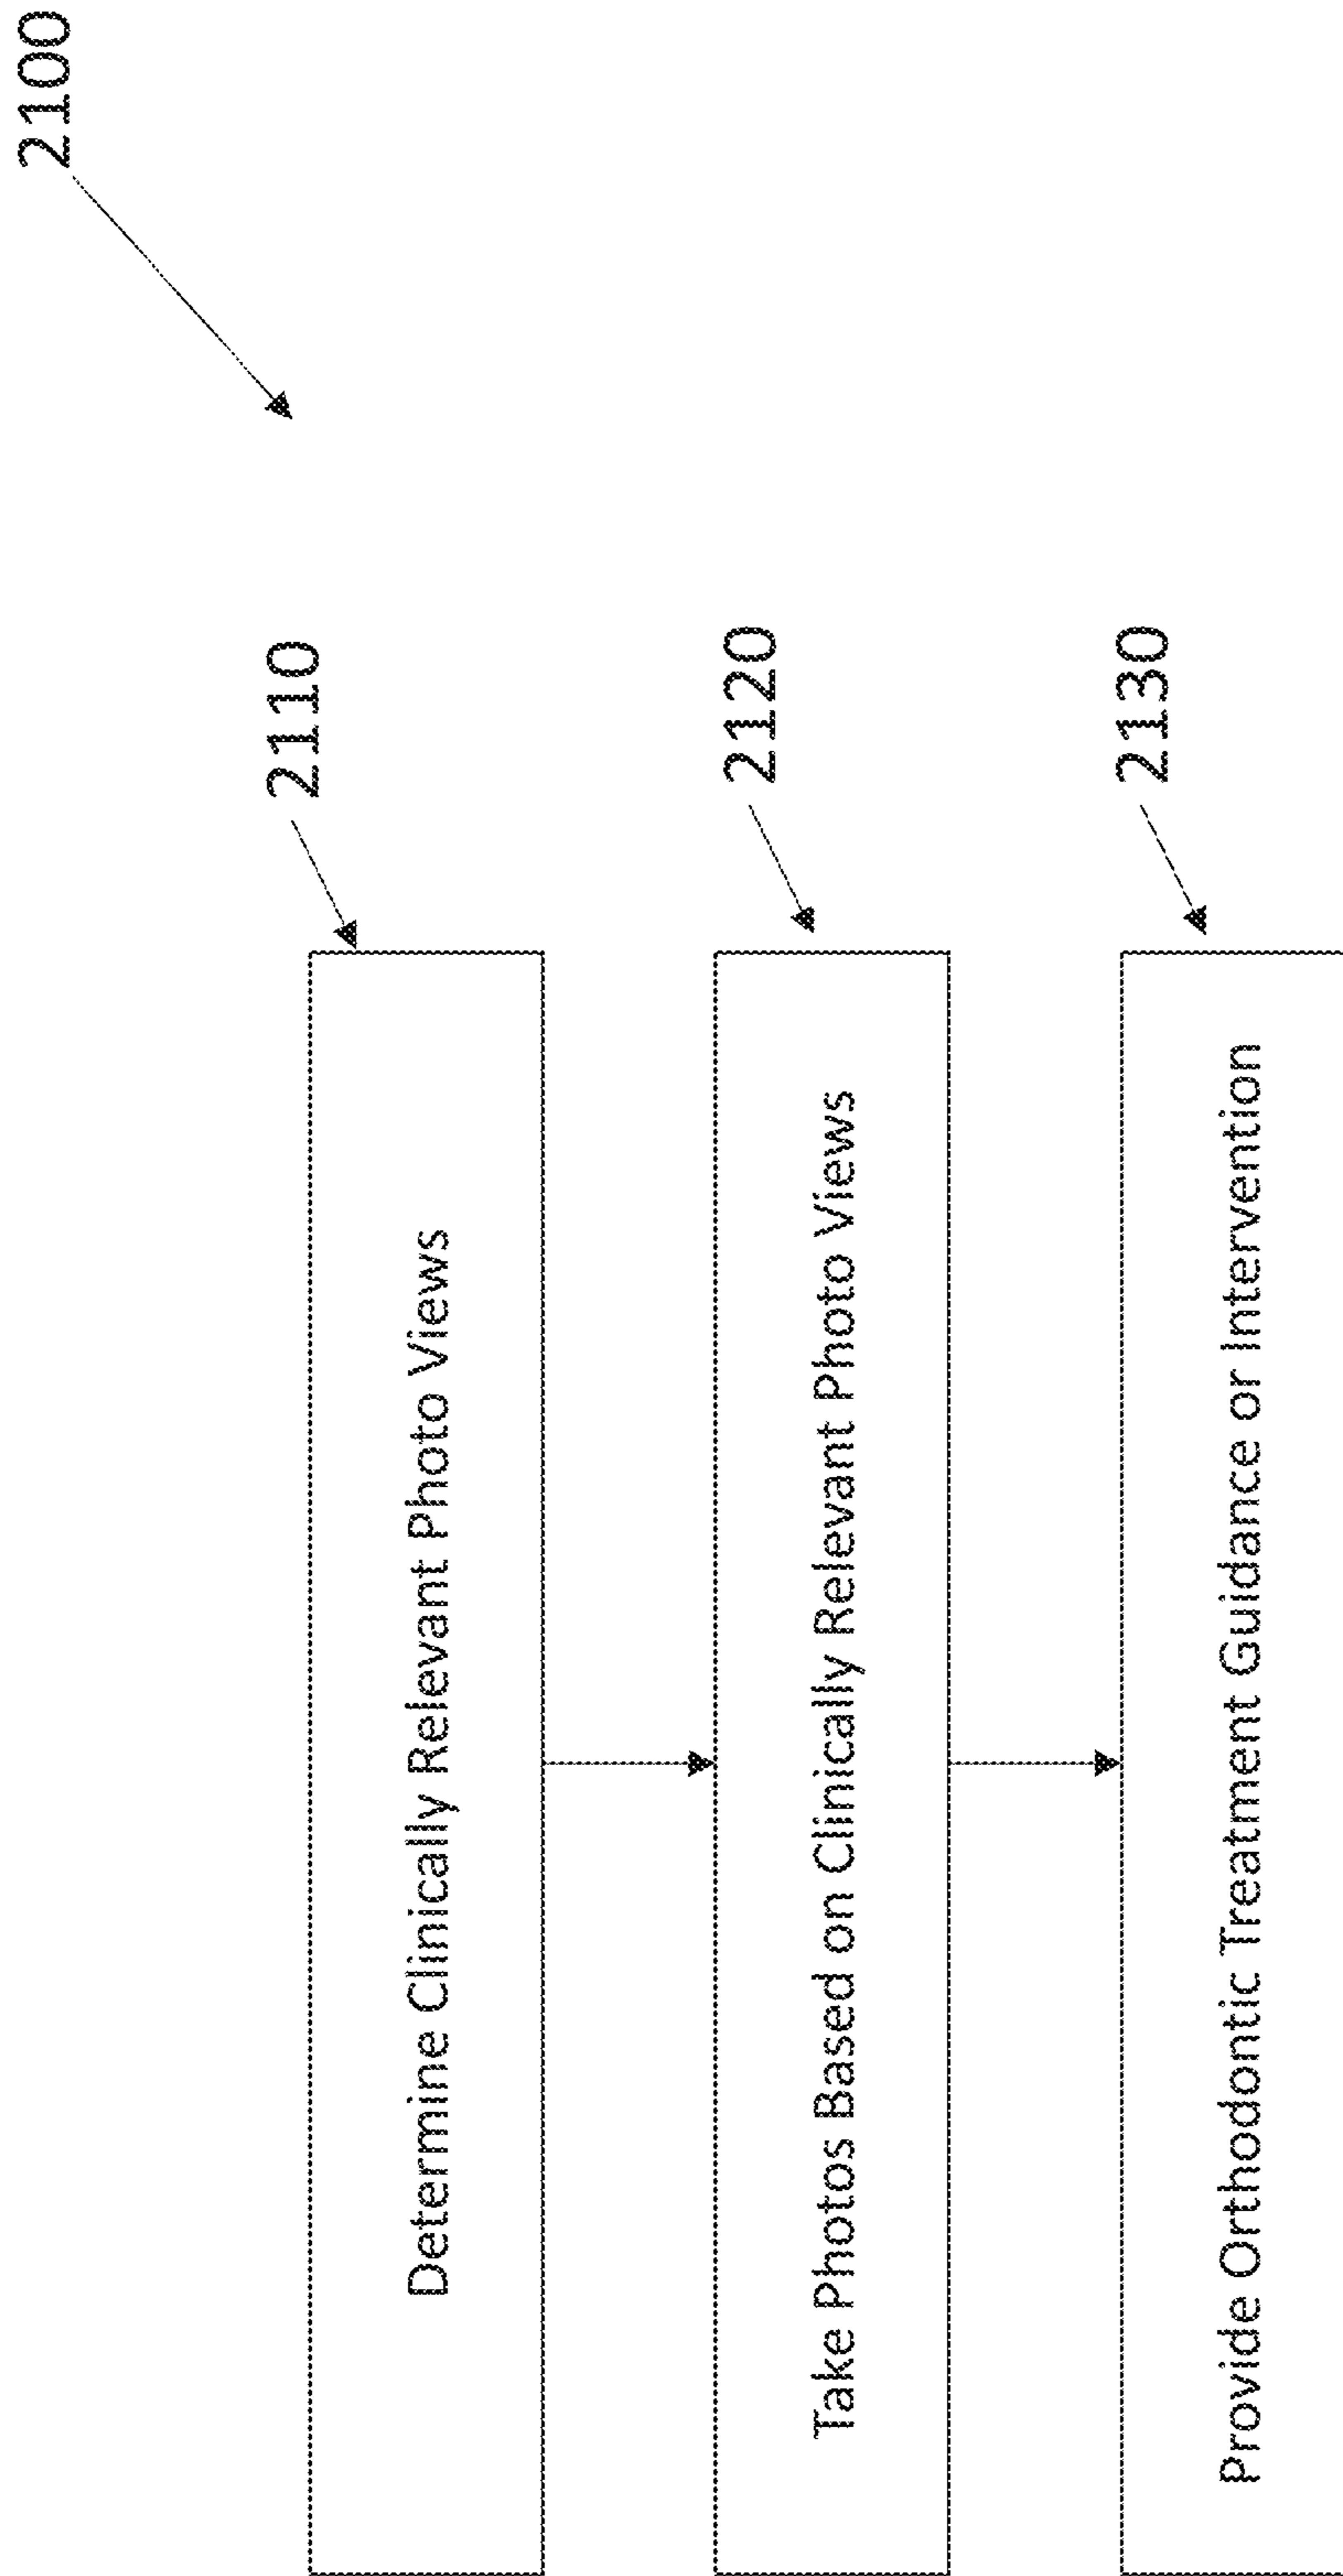 2100
2110
Determine Clinically Relevant Photo Views
2120
Take Photos Based on Clinically Relevant Photo Views
2130
Provide Orthodontic Treatment Guidance or Intervention